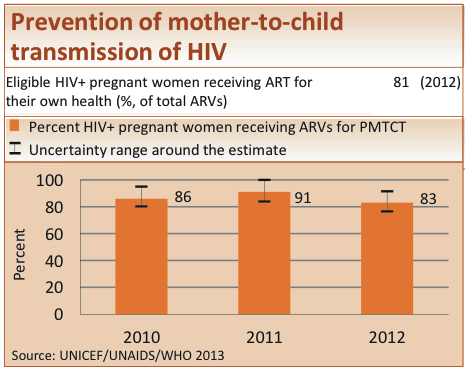 Prevention of mother-to-child
transmission of HIV
Eligible HIV+ pregnant women receiving ART for 81 (2012)
their own health (%, of total ARVs)
Percent HIV+ pregnant women receiving ARVs for PMTCT
Uncertainty range around the estimate
100
80
60
40
20
0
Percent
86
91
83
2010 2011 2012
Source: UNICEF/UNAIDS/WHO 2013